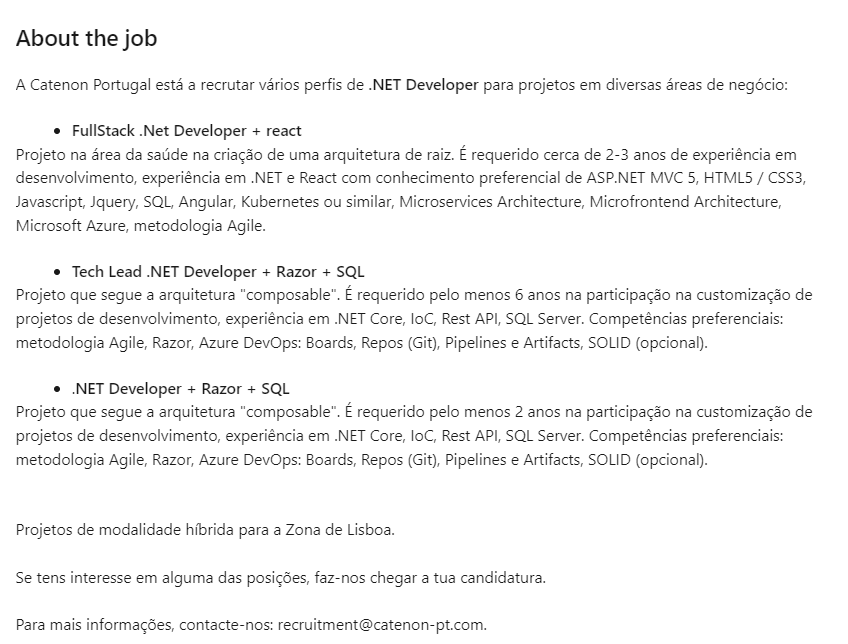 About the job
A Catenon Portugal está a recrutar vários perfis de .NET Developer para projetos em diversas áreas de negócio:
• FullStack .Net Developer + react
Projeto na área da saúde na criação de uma arquitetura de raiz. É requerido cerca de 2-3 anos de experiência em
desenvolvimento, experiência em .NET e React com conhecimento preferencial de ASP.NET MVC 5, HTML5 / CSS3,
Javascript, Jquery, SQL, Angular, Kubernetes ou similar, Microservices Architecture, Microfrontend Architecture,
Microsoft Azure, metodologia Agile.
• Tech Lead .NET Developer + Razor + SQL
Projeto que segue a arquitetura "composable". É requerido pelo menos 6 anos na participação na customização de
projetos de desenvolvimento, experiência em .NET Core, IoC, Rest API, SQL Server. Competências preferenciais:
metodologia Agile, Razor, Azure DevOps: Boards, Repos (Git), Pipelines e Artifacts, SOLID (opcional).
• .NET Developer + Razor + SQL
Projeto que segue a arquitetura "composable". É requerido pelo menos 2 anos na participação na customização de
projetos de desenvolvimento, experiência em .NET Core, IoC, Rest API, SQL Server. Competências preferenciais:
metodologia Agile, Razor, Azure DevOps: Boards, Repos (Git), Pipelines e Artifacts, SOLID (opcional).
Projetos de modalidade híbrida para a Zona de Lisboa.
Se tens interesse em alguma das posições, faz-nos chegar a tua candidatura.
Para mais informações, contacte-nos: recruitment@catenon-pt.com.